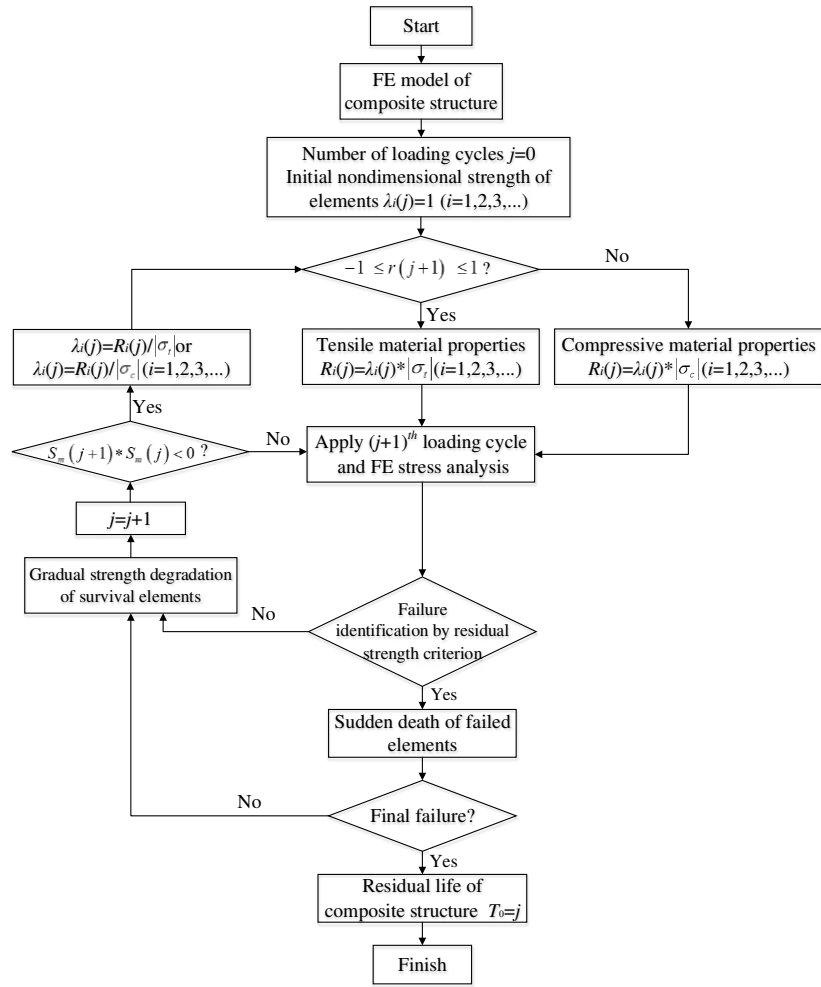 Start
FE model of
composite structure
Number of loading cycles j=0
Initial nondimensional strength of
elements λi(j)=1 (i=1,2,3,...)
−1 ≤ r(j+1) ≤ 1 ?
No
Yes
λi(j)=Ri(j)/|σt| or
λi(j)=Ri(j)/|σc| (i=1,2,3,...)
Tensile material properties
Ri(j)=λi(j)*|σt| (i=1,2,3,...)
Compressive material properties
Ri(j)=λi(j)*|σc| (i=1,2,3,...)
Yes
Sm(j+1)*Sm(j)<0 ?
No
Apply (j+1)th loading cycle
and FE stress analysis
j=j+1
Gradual strength degradation
of survival elements
No
Failure
identification by residual
strength criterion
Yes
Sudden death of failed
elements
No
Final failure?
Yes
Residual life of
composite structure T0=j
Finish